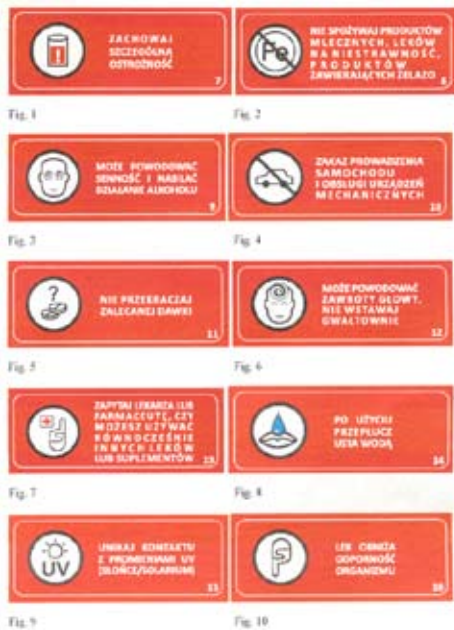 ZACHOWAJ
SZCZEGÓLNĄ
OSTROŻNOŚĆ
7
Fig. 1
Fe
NIE SPOŻYWAJ PRODUKTÓW
MLECZNYCH, LEKÓW
NA NIESTRAWNOŚĆ,
PRODUKTÓW
ZAWIERAJĄCYCH ŻELAZO
Fig. 2
MOŻE POWODOWAĆ
SENNOŚĆ I NASILAĆ
DZIAŁANIE ALKOHOLU
9
Fig. 3
ZAKAZ PROWADZENIA
SAMOCHODU
I OBSŁUGI URZĄDZEŃ
MECHANICZNYCH
10
Fig. 4
?
NIE PRZEKRACZAJ
ZALECANEJ DAWKI
11
Fig. 5
MOŻE POWODOWAĆ
ZAWROTY GŁOWY,
NIE WSTAWAJ
GWAŁTOWNIE
12
Fig. 6
ZAPYTAJ LEKARZA LUB
FARMACEUTĘ, CZY
MOŻESZ UŻYWAĆ
RÓWNOCZEŚNIE
INNYCH LEKÓW
LUB SUPLEMENTÓW
13
Fig. 7
PO UŻYCIU
PRZEPŁUCZ
USTA WODĄ
14
Fig. 8
UV
UNIKAJ KONTAKTU
Z PROMIENIAMI UV
(SŁOŃCE/SOLARIUM)
15
Fig. 9
LEK OBNIŻA
ODPORNOŚĆ
ORGANIZMU
16
Fig. 10